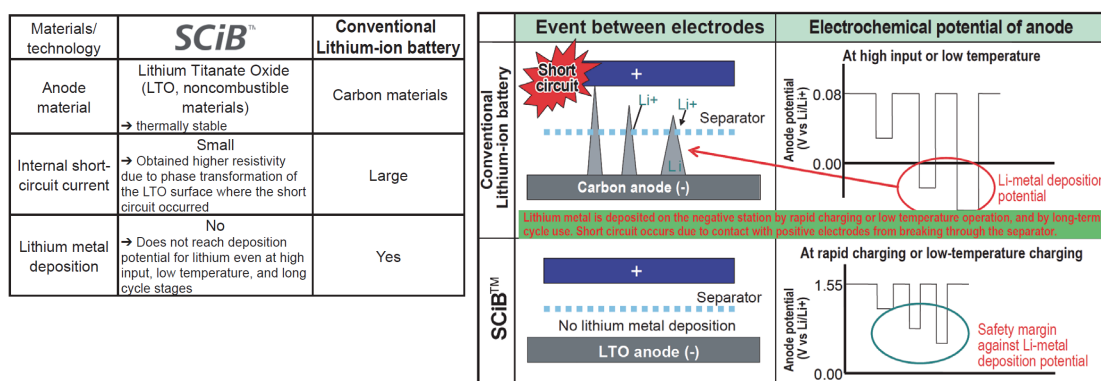 Materials/
technology
SCiB™
Conventional
Lithium-ion battery
Anode
material
Lithium Titanate Oxide
(LTO, noncombustible
materials)
→ thermally stable
Carbon materials
Internal short-
circuit current
Small
→ Obtained higher resistivity
due to phase transformation of
the LTO surface where the short
circuit occurred
Large
Lithium metal
deposition
No
→ Does not reach deposition
potential for lithium even at high
input, low temperature, and long
cycle stages
Yes
Event between electrodes
Electrochemical potential of anode
Conventional
Lithium-ion battery
Short
circuit
+
Li+
Li+
Separator
Li
Carbon anode (-)
At high input or low temperature
Anode potential
(V vs Li/Li+)
0.08
0.00
Li-metal deposition
potential
Lithium metal is deposited on the negative station by rapid charging or low temperature operation, and by long-term
cycle use. Short circuit occurs due to contact with positive electrodes from breaking through the separator.
SCiB™
+
Separator
No lithium metal deposition
LTO anode (-)
At rapid charging or low-temperature charging
Anode potential
(V vs Li/Li+)
1.55
0.00
Safety margin
against Li-metal
deposition potential